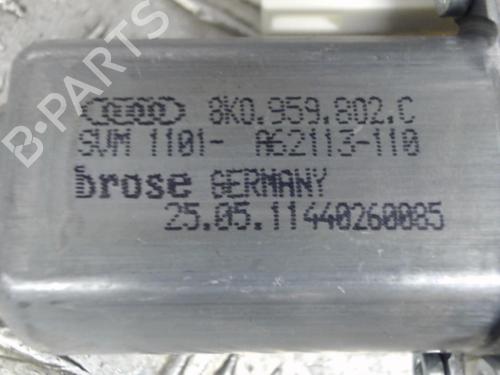 8K0.959.802.C
SVM 1101- A62113-110
brose GERMANY
25.05.11440260085
B-PARTS